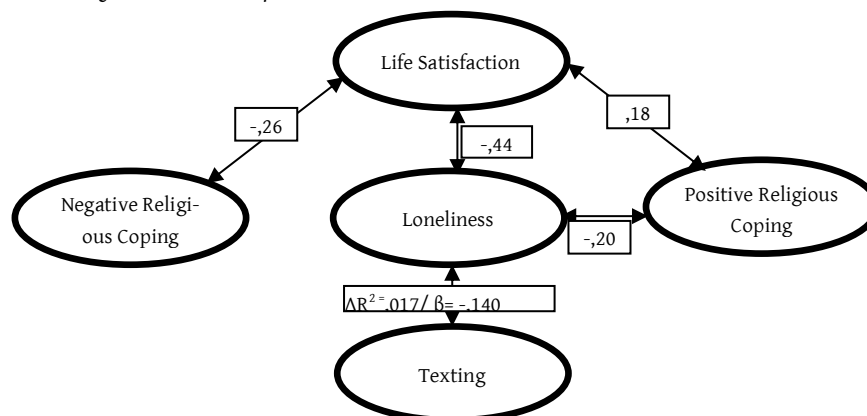 Life Satisfaction
-,26
,18
-,44
Negative Religi-
ous Coping
Loneliness
Positive Religious
Coping
-,20
ΔR² = .017/ β= -.140
Texting